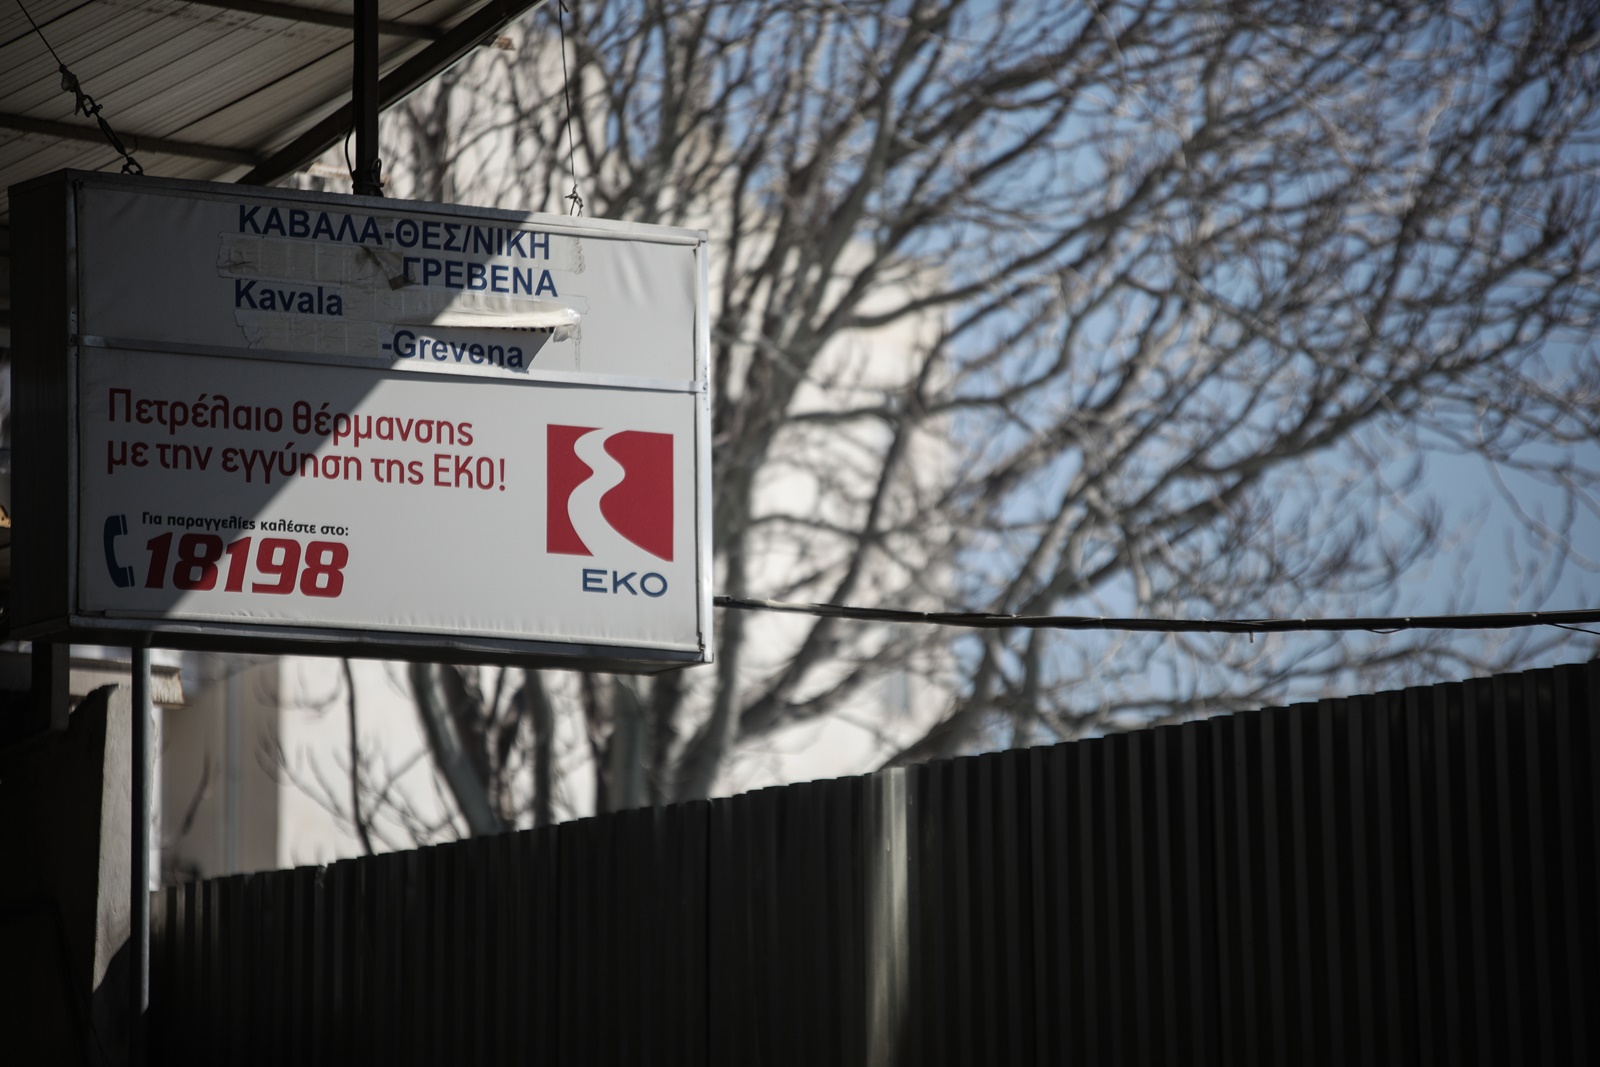 ΚΑΒΑΛΑ-ΘΕΣ/ΝΙΚΗ
ΓΡΕΒΕΝΑ
Kavala
-Grevena
Πετρέλαιο θέρμανσης
με την εγγύηση της ΕΚΟ!
Για παραγγελίες καλέστε στο:
18198
ΕΚΟ